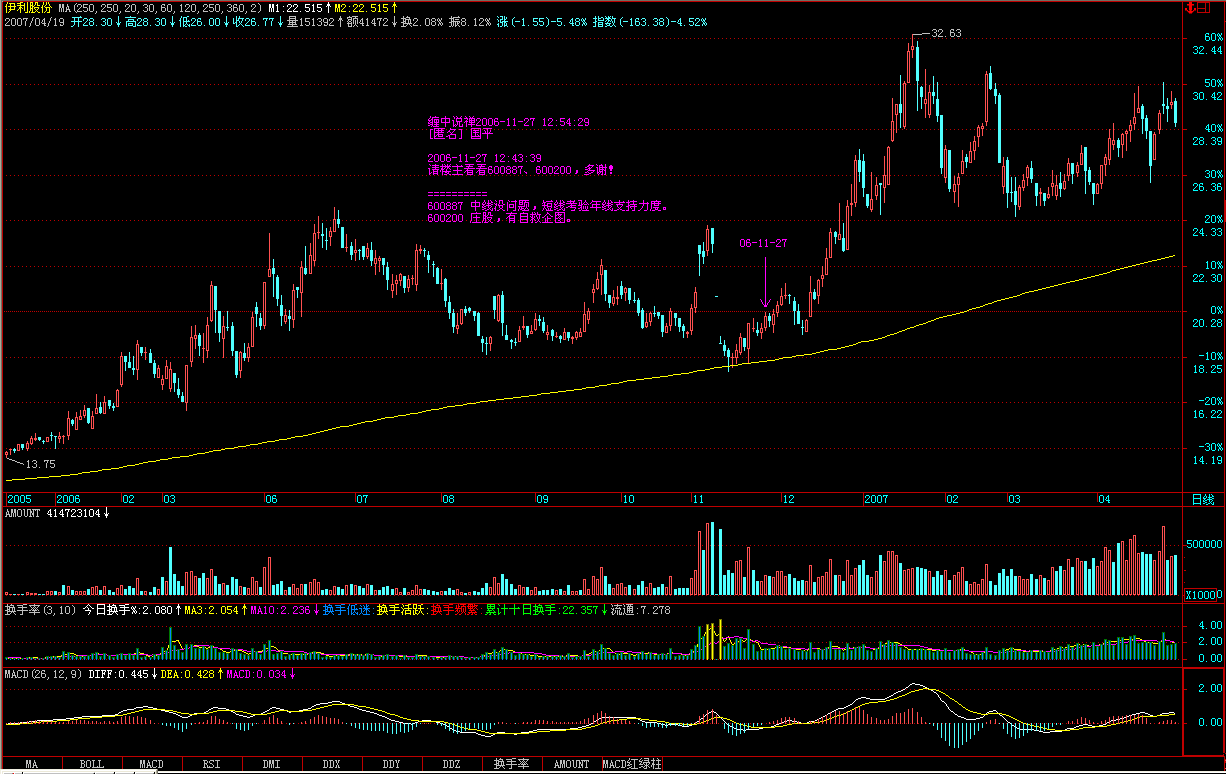 伊利股份 MA(250,250,20,30,60,120,250,360,2) M1:22.515↑M2:22.515↑
2007/04/19 开28.30↓高28.30↓低26.00↓收26.77↓量151392↑额41472↓换2.08% 振8.12% 涨(-1.55)-5.48% 指数(-163.38)-4.52%
32.63
60%
32.44
50%
30.42
缠中说禅2006-11-27 12:54:29
[匿名] 国平
40%
28.39
2006-11-27 12:43:39
请楼主看看600887、600200，多谢!
30%
26.36
==========
600887 中线没问题，短线考验年线支持力度。
600200 庄股，有自救企图。
20%
24.33
06-11-27
10%
22.30
0%
20.28
-10%
18.25
-20%
16.22
-30%
14.19
13.75
2005 2006 02 03 06 07 08 09 10 11 12 2007 02 03 04 日线
AMOUNT 414723104↓
500000
X10000
换手率(3,10) 今日换手%:2.080↑MA3:2.054↑MA10:2.236↓换手低迷:换手活跃:换手频繁:累计十日换手:22.357↓流通:7.278
4.00
2.00
0.00
MACD(26,12,9) DIFF:0.445↓DEA:0.428↑MACD:0.034↓
2.00
0.00
MA BOLL MACD RSI DMI DDX DDY DDZ 换手率 AMOUNT MACD红绿柱